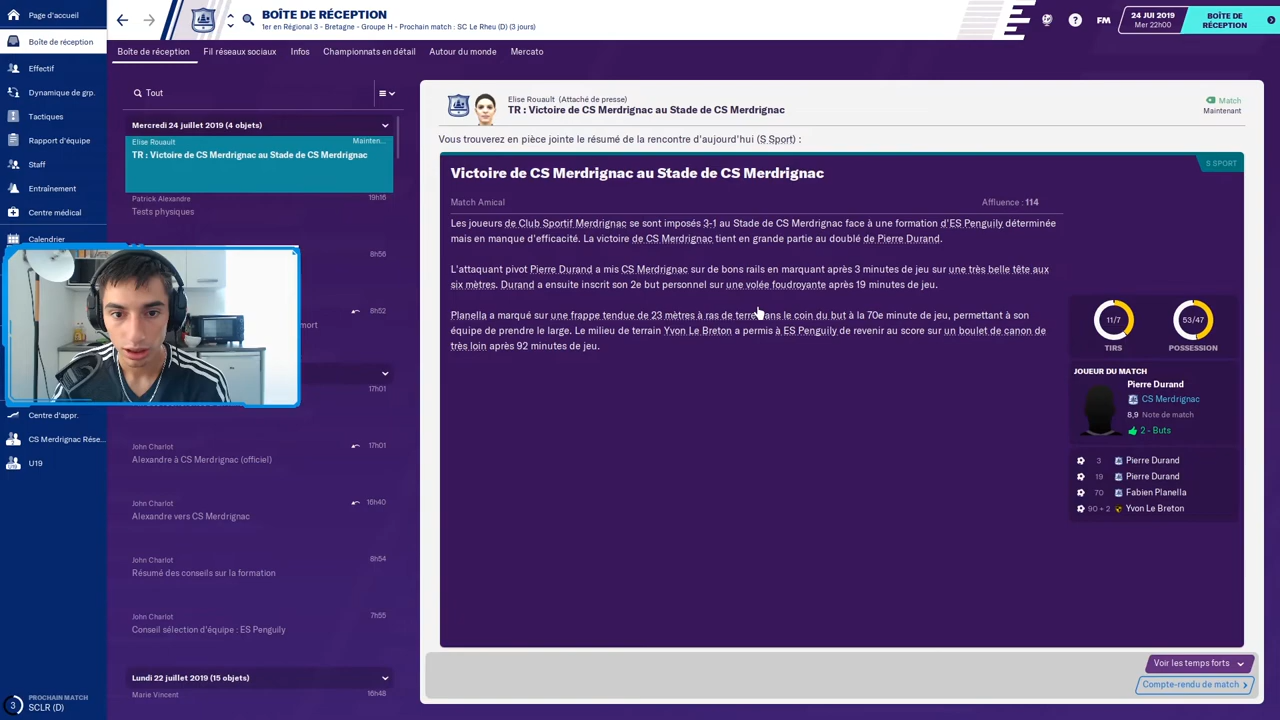 Page d'accueil
Boîte de réception
Effectif
Dynamique de grp.
Tactiques
Rapport d'équipe
Staff
Entraînement
Centre médical
Calendrier
Centre d'appr.
CS Merdrignac Rése...
U19
PROCHAIN MATCH
3
SCLR (D)
BOÎTE DE RÉCEPTION
1er en Régional 3 - Bretagne - Groupe H - Prochain match : SC Le Rheu (D) (3 jours)
FM
24 JUI 2019
Mer 22h00
BOÎTE DE RÉCEPTION
Boîte de réception
Fil réseaux sociaux
Infos
Championnats en détail
Autour du monde
Mercato
Tout
Mercredi 24 juillet 2019 (4 objets)
Elise Rouault Mainten...
TR : Victoire de CS Merdrignac au Stade de CS Merdrignac
Patrick Alexandre 19h16
Tests physiques
8h56
8h52
mort
17h01
John Charlot 17h01
Alexandre à CS Merdrignac (officiel)
John Charlot 16h40
Alexandre vers CS Merdrignac
John Charlot 8h54
Résumé des conseils sur la formation
John Charlot 7h55
Conseil sélection d'équipe : ES Penguily
Lundi 22 juillet 2019 (15 objets)
Marie Vincent 16h48
Elise Rouault (Attaché de presse)
TR : Victoire de CS Merdrignac au Stade de CS Merdrignac
Match
Maintenant
Vous trouverez en pièce jointe le résumé de la rencontre d'aujourd'hui (S Sport) :
S SPORT
Victoire de CS Merdrignac au Stade de CS Merdrignac
Match Amical Affluence : 114
Les joueurs de Club Sportif Merdrignac se sont imposés 3-1 au Stade de CS Merdrignac face à une formation d'ES Penguily déterminée
mais en manque d'efficacité. La victoire de CS Merdrignac tient en grande partie au doublé de Pierre Durand.
L'attaquant pivot Pierre Durand a mis CS Merdrignac sur de bons rails en marquant après 3 minutes de jeu sur une très belle tête aux
six mètres. Durand a ensuite inscrit son 2e but personnel sur une volée foudroyante après 19 minutes de jeu.
Planella a marqué sur une frappe tendue de 23 mètres à ras de terre dans le coin du but à la 70e minute de jeu, permettant à son
équipe de prendre le large. Le milieu de terrain Yvon Le Breton a permis à ES Penguily de revenir au score sur un boulet de canon de
très loin après 92 minutes de jeu.
11/7
TIRS
53/47
POSSESSION
JOUEUR DU MATCH
Pierre Durand
CS Merdrignac
8,9 Note de match
2 - Buts
3 Pierre Durand
19 Pierre Durand
70 Fabien Planella
90 + 2 Yvon Le Breton
Voir les temps forts
Compte-rendu de match